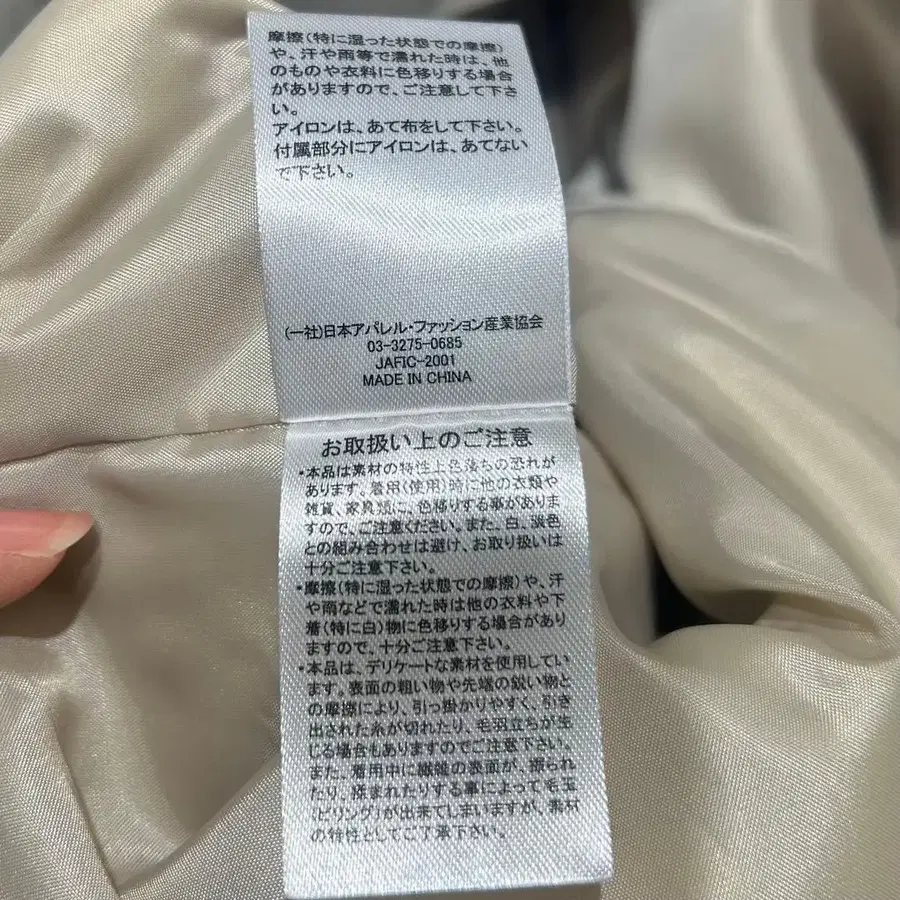 摩擦(特に湿った状態での摩擦)
や、汗や雨等で濡れた時は、他
のものや衣料に色移りする場合
がありますので、ご注意して下さ
い。
アイロンは、あて布をして下さい。
付属部分にアイロンは、あてない
で下さい。
(一社)日本アパレル・ファッション産業協会
03-3275-0685
JAFIC-2001
MADE IN CHINA
お取扱い上のご注意
・本品は素材の特性上色落ちの恐れが
あります。着用(使用)時に他の衣類や
雑貨、家具類に、色移りする事がありま
すので、ご注意ください。また、白、淡色
との組み合わせは避け、お取り扱いは
十分ご注意下さい。
・摩擦(特に湿った状態での摩擦)や、汗
や雨などで濡れた時は他の衣料や下
着(特に白)物に色移りする場合があり
ますので、十分ご注意して下さい。
・本品は、デリケートな素材を使用してい
ます。表面の粗い物や先端の鋭い物と
の摩擦により、引っ掛かりやすく、引き
出された糸が切れたり、毛羽立ちが生
じる場合もありますのでご注意下さい。
また、着用中に繊維の表面が、擦られ
たり、揉まれたりする事によって毛玉
(ピリング)が出来てしまいますが、素材
の特性としてご了承下さい。